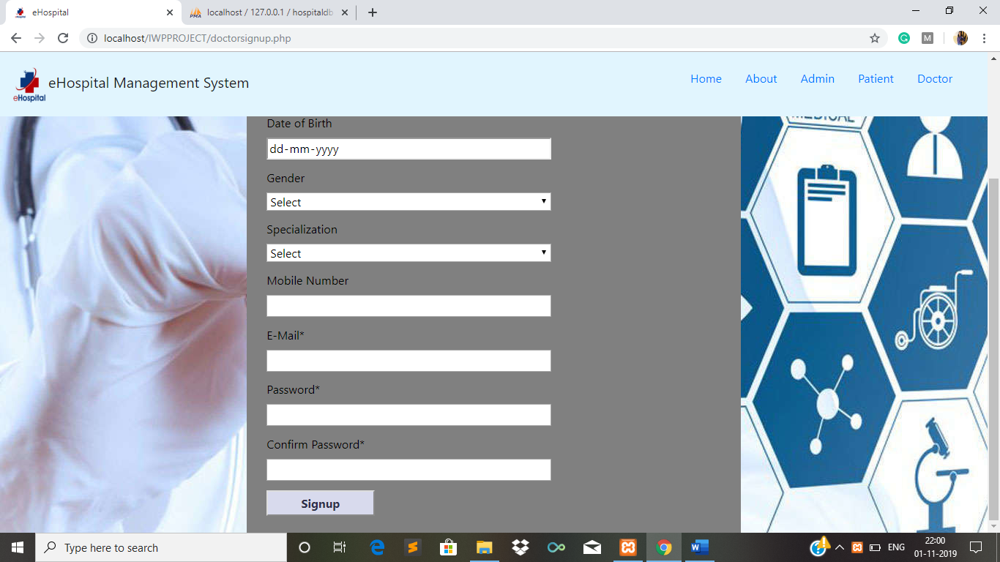 eHospital
localhost / 127.0.0.1 / hospitaldb
localhost/IWPPROJECT/doctorsignup.php
M
eHospital
eHospital Management System
Home
About
Admin
Patient
Doctor
MEDICAL
Date of Birth
dd-mm-yyyy
Gender
Select
Specialization
Select
Mobile Number
E-Mail*
Password*
Confirm Password*
Signup
Type here to search
ENG
22:00
01-11-2019